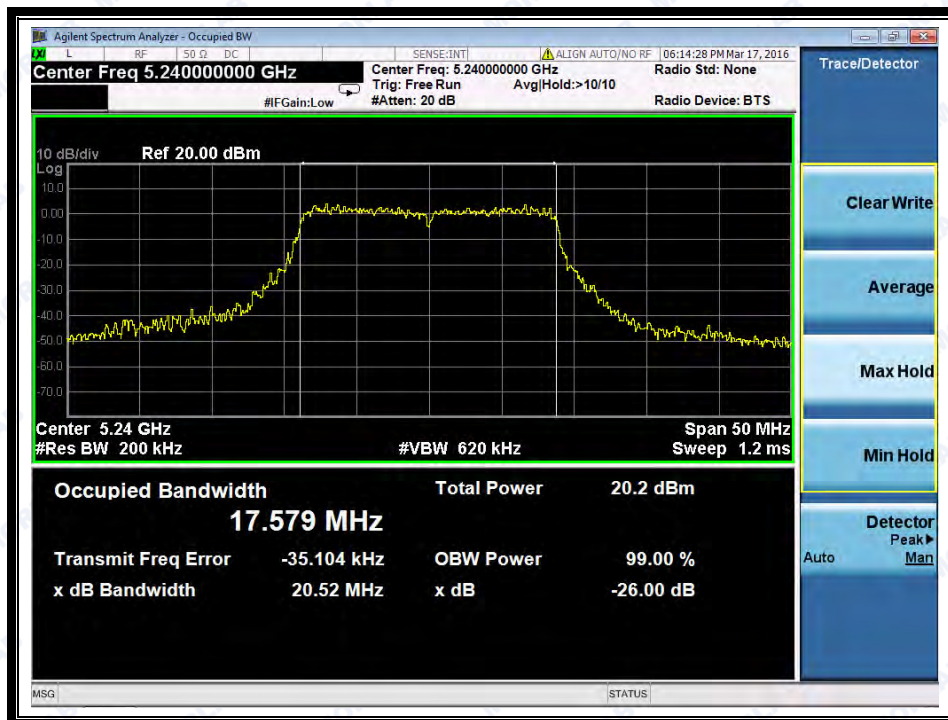 Agilent Spectrum Analyzer - Occupied BW
LXI L RF 50 Ω DC SENSE:INT ALIGN AUTO/NO RF 06:14:28 PM Mar 17, 2016
Center Freq 5.240000000 GHz
Center Freq: 5.240000000 GHz Radio Std: None
Trig: Free Run Avg|Hold:>10/10
#IFGain:Low #Atten: 20 dB Radio Device: BTS
10 dB/div Ref 20.00 dBm
Log
10.0
0.00
-10.0
-20.0
-30.0
-40.0
-50.0
-60.0
-70.0
Center 5.24 GHz Span 50 MHz
#Res BW 200 kHz #VBW 620 kHz Sweep 1.2 ms
Occupied Bandwidth Total Power 20.2 dBm
17.579 MHz
Transmit Freq Error -35.104 kHz OBW Power 99.00 %
x dB Bandwidth 20.52 MHz x dB -26.00 dB
MSG STATUS
Trace/Detector
Clear Write
Average
Max Hold
Min Hold
Detector
Peak▶
Auto Man